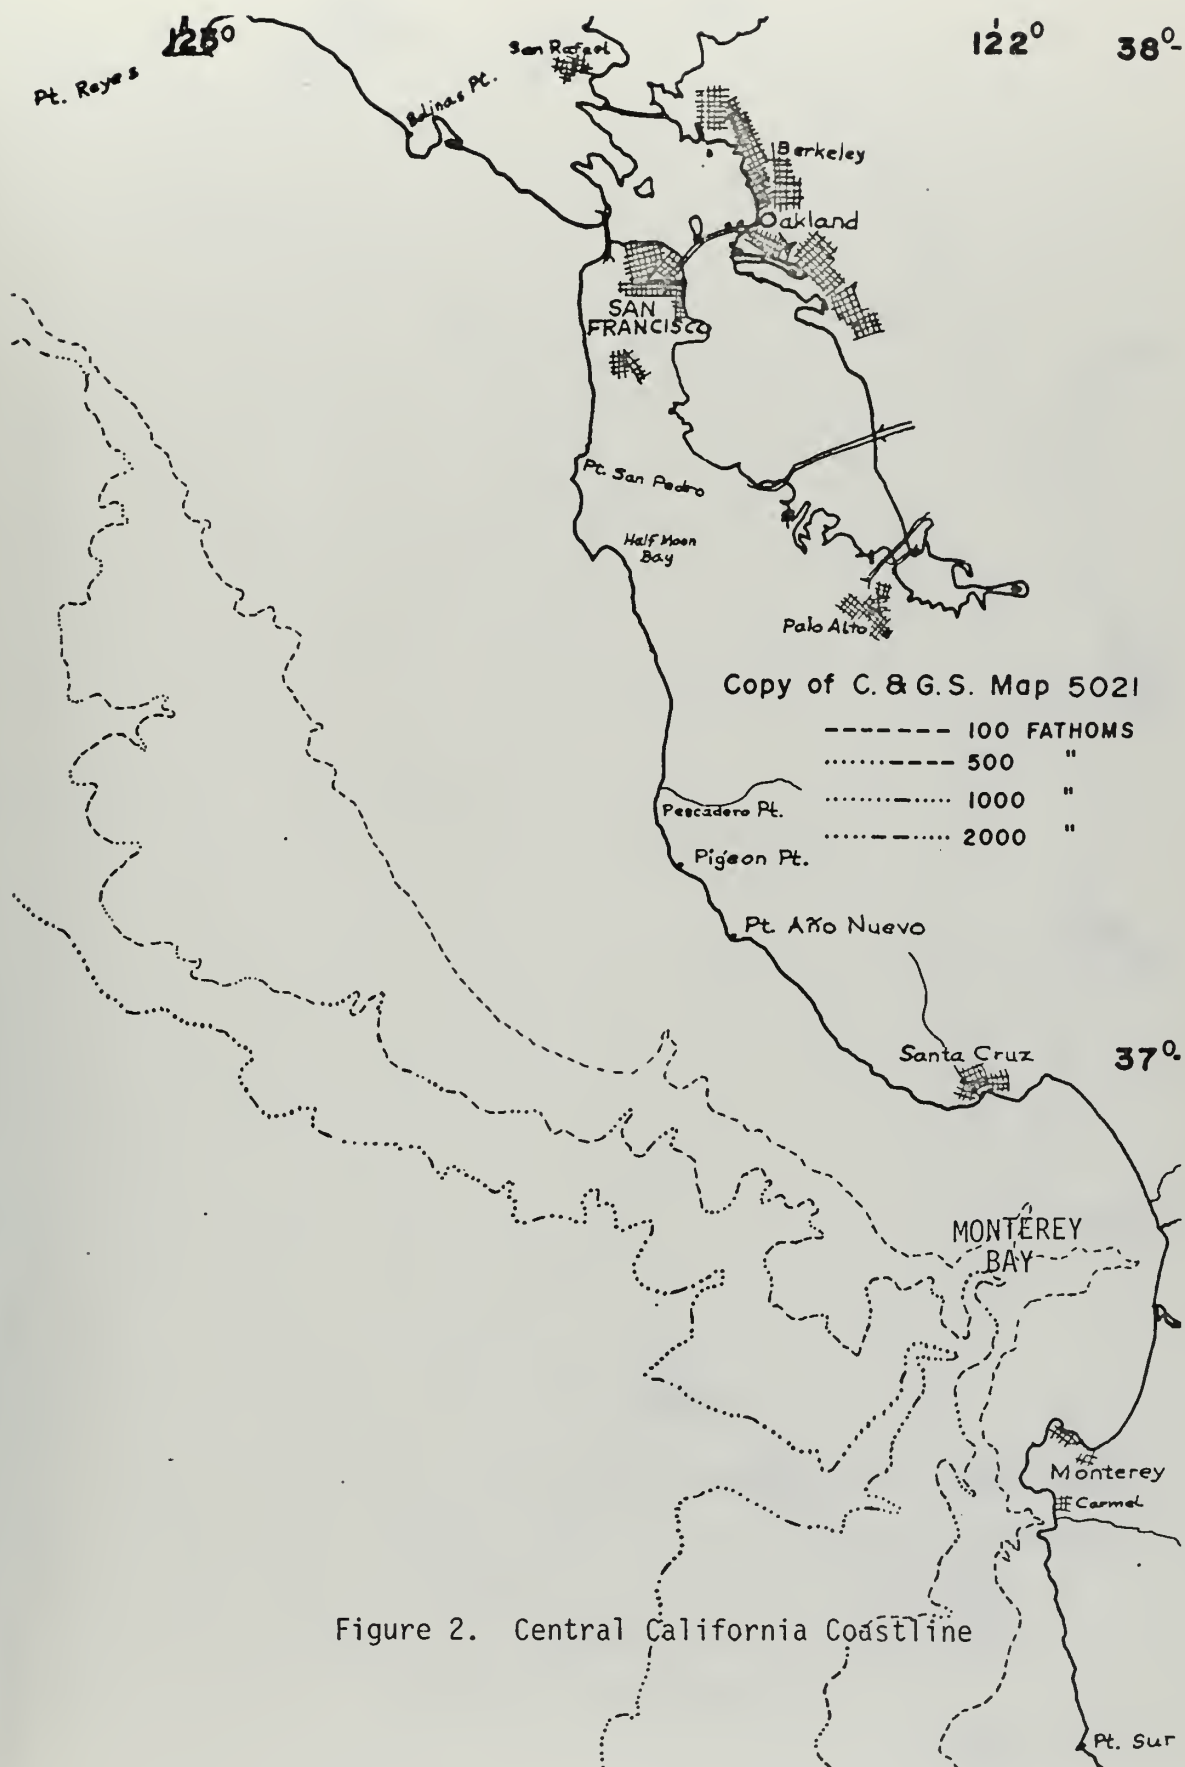 123°
122°
38°-
Pt. Reyes
Bolinas Pt.
San Rafael
Berkeley
Oakland
SAN
FRANCISCO
Pt. San Pedro
Half Moon
Bay
Palo Alto
Copy of C. & G. S. Map 5021
100 FATHOMS
500 "
1000 "
2000 "
Pescadero Pt.
Pigeon Pt.
Pt. Año Nuevo
Santa Cruz
37°-
MONTEREY
BAY
Monterey
Carmel
Figure 2. Central California Coastline
Pt. Sur